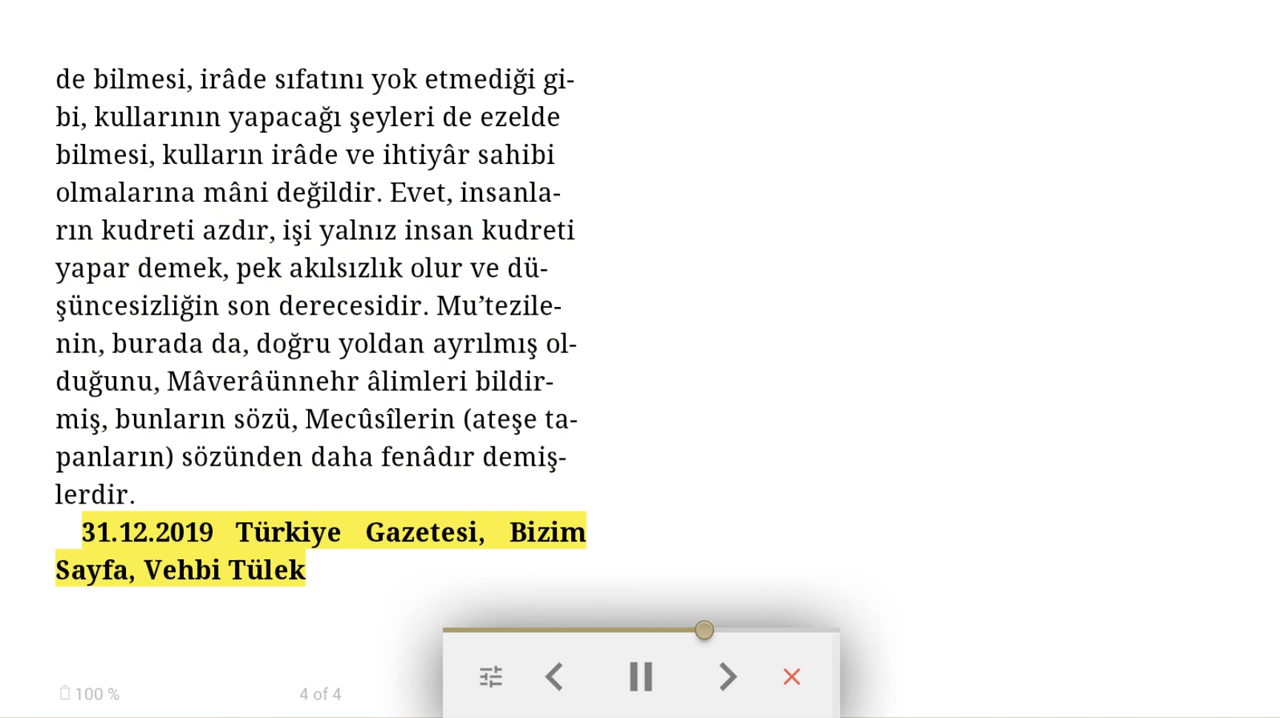 de bilmesi, irâde sıfatını yok etmediği gi-
bi, kullarının yapacağı şeyleri de ezelde
bilmesi, kulların irâde ve ihtiyâr sahibi
olmalarına mâni değildir. Evet, insanla-
rın kudreti azdır, işi yalnız insan kudreti
yapar demek, pek akılsızlık olur ve dü-
şüncesizliğin son derecesidir. Mu’tezile-
nin, burada da, doğru yoldan ayrılmış ol-
duğunu, Mâverâünnehr âlimleri bildir-
miş, bunların sözü, Mecûsîlerin (ateşe ta-
panların) sözünden daha fenâdır demiş-
lerdir.
31.12.2019 Türkiye Gazetesi, Bizim
Sayfa, Vehbi Tülek
100 %
4 of 4